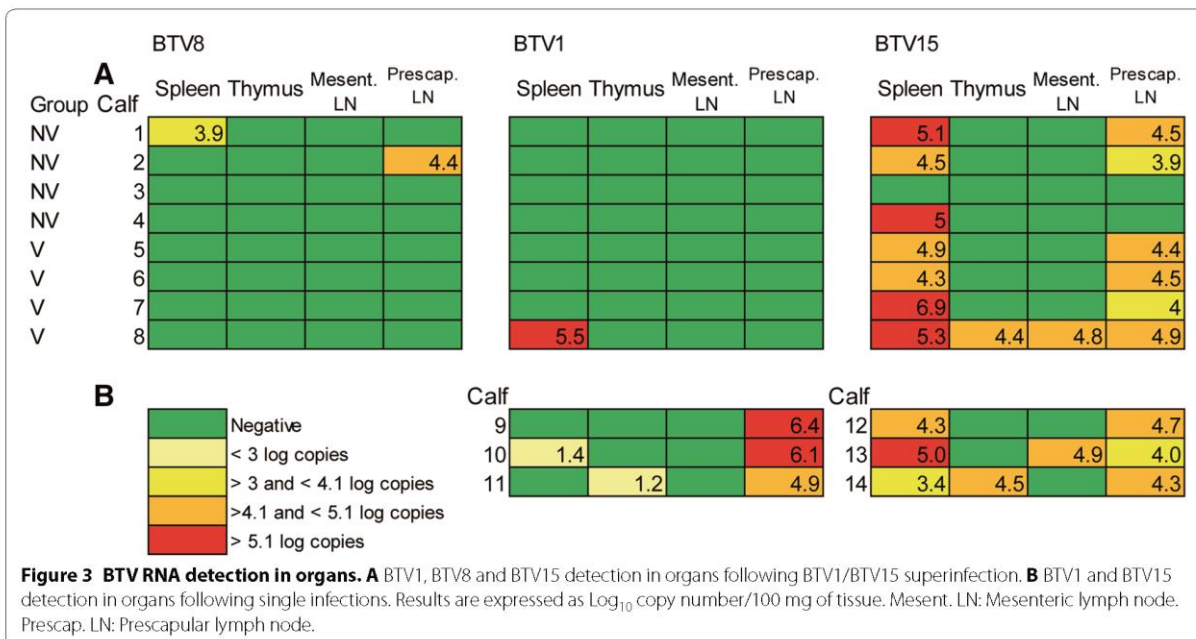 BTV8 BTV1 BTV15
A
Group Calf Spleen Thymus Mesent. LN Prescap. LN Spleen Thymus Mesent. LN Prescap. LN Spleen Thymus Mesent. LN Prescap. LN
NV 1 3.9 5.1 4.5
NV 2 4.4 4.5 3.9
NV 3
NV 4 5
V 5 4.9 4.4
V 6 4.3 4.5
V 7 6.9 4
V 8 5.5 5.3 4.4 4.8 4.9
B
Calf Calf
Negative 9 6.4 12 4.3 4.7
< 3 log copies 10 1.4 6.1 13 5.0 4.9 4.0
> 3 and < 4.1 log copies 11 1.2 4.9 14 3.4 4.5 4.3
>4.1 and < 5.1 log copies
> 5.1 log copies
Figure 3 BTV RNA detection in organs. A BTV1, BTV8 and BTV15 detection in organs following BTV1/BTV15 superinfection. B BTV1 and BTV15
detection in organs following single infections. Results are expressed as Log10 copy number/100 mg of tissue. Mesent. LN: Mesenteric lymph node.
Prescap. LN: Prescapular lymph node.